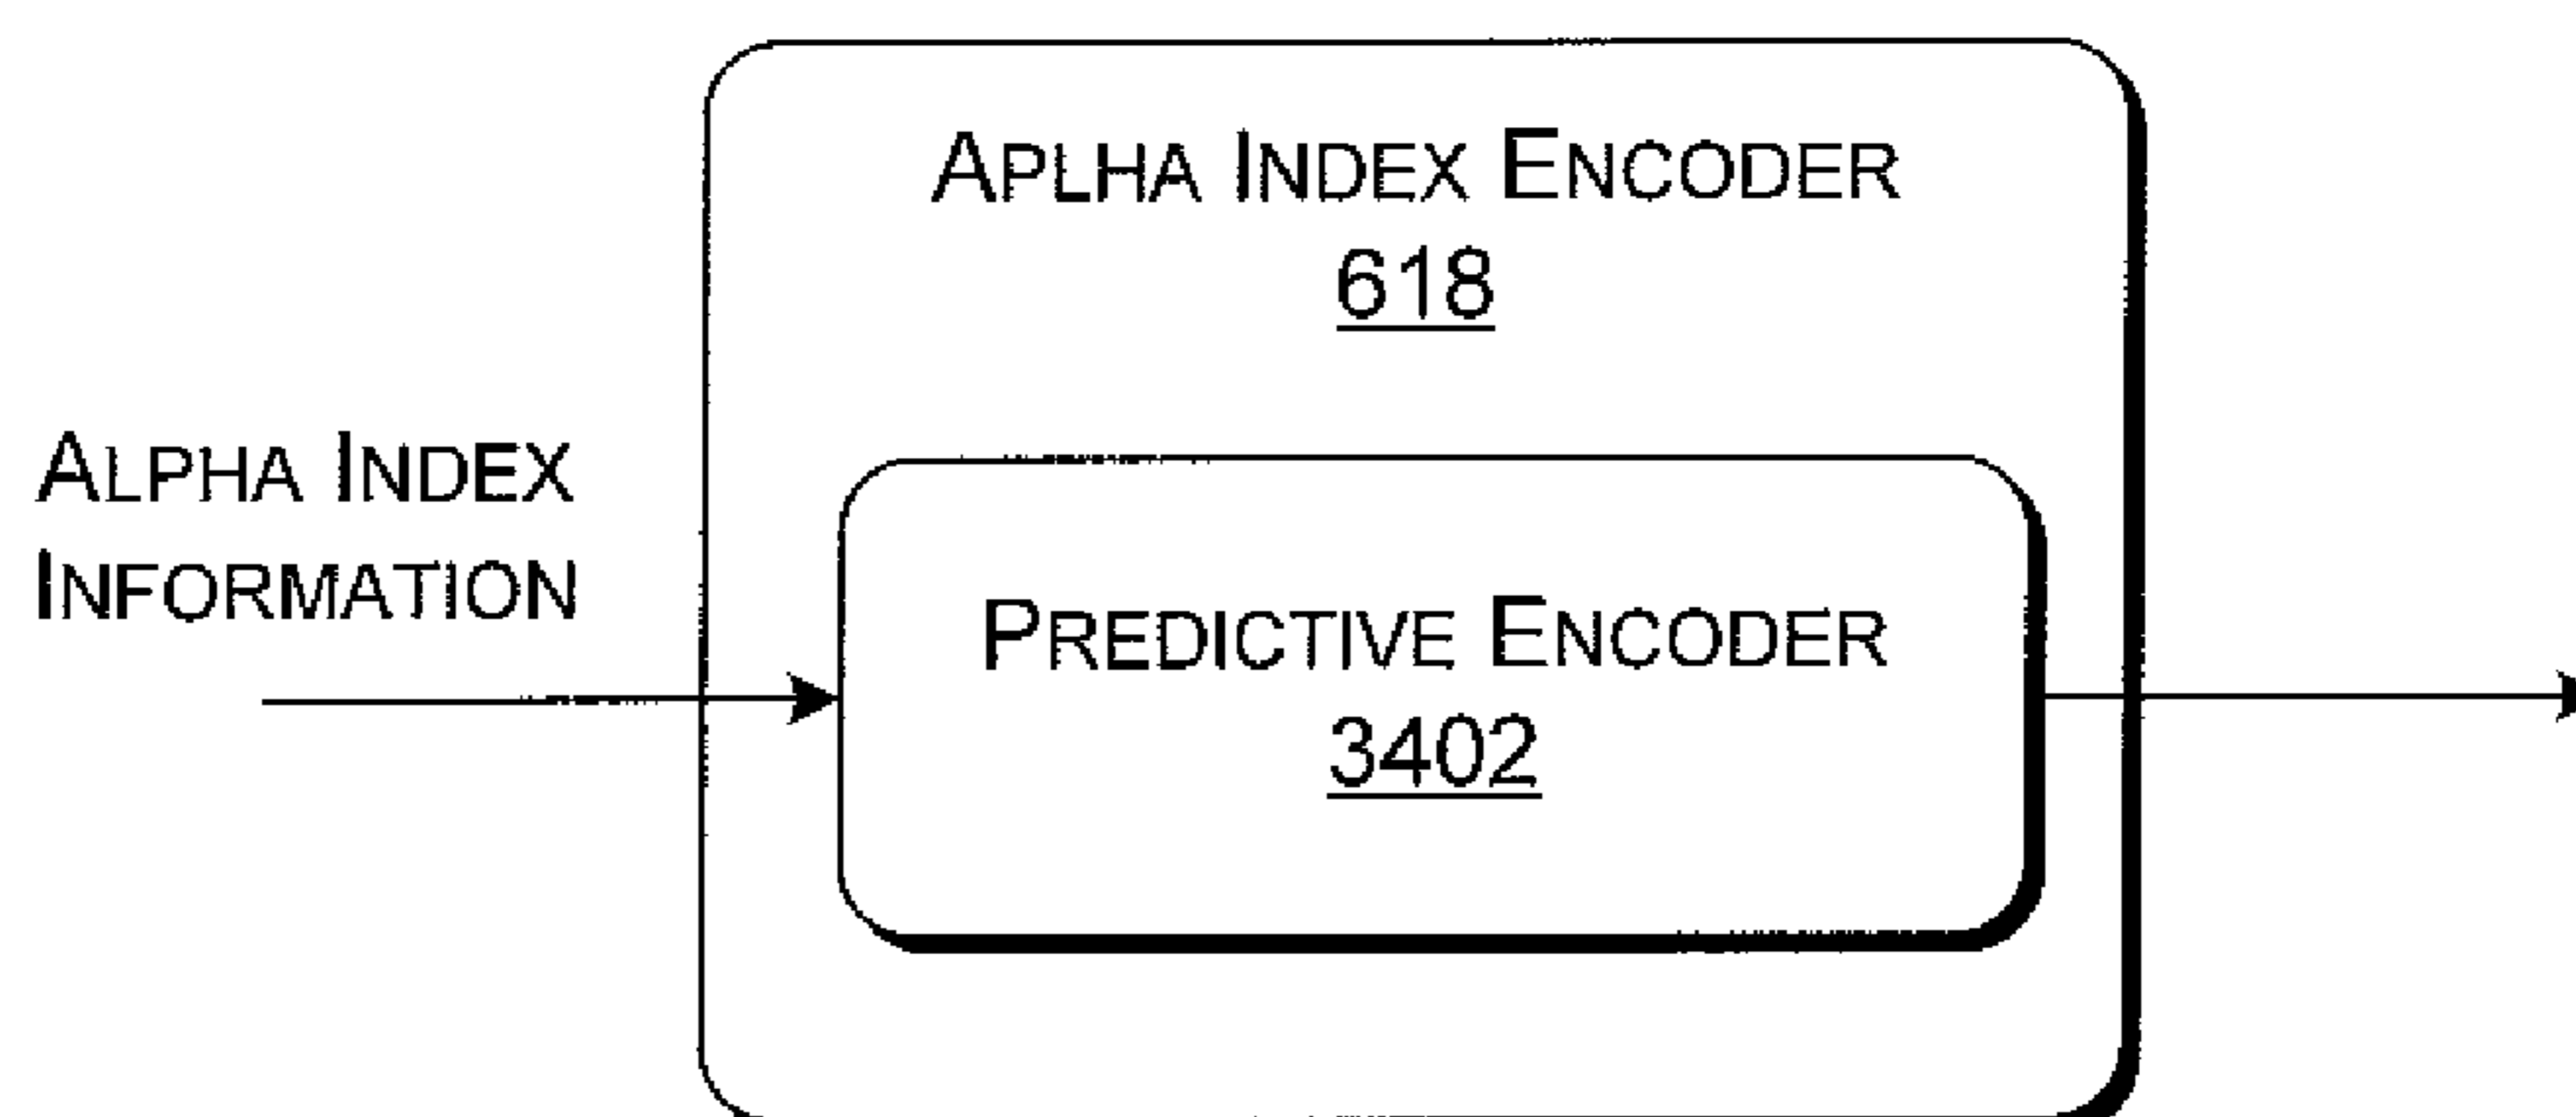 APLHA INDEX ENCODER
618
ALPHA INDEX
INFORMATION
PREDICTIVE ENCODER
3402